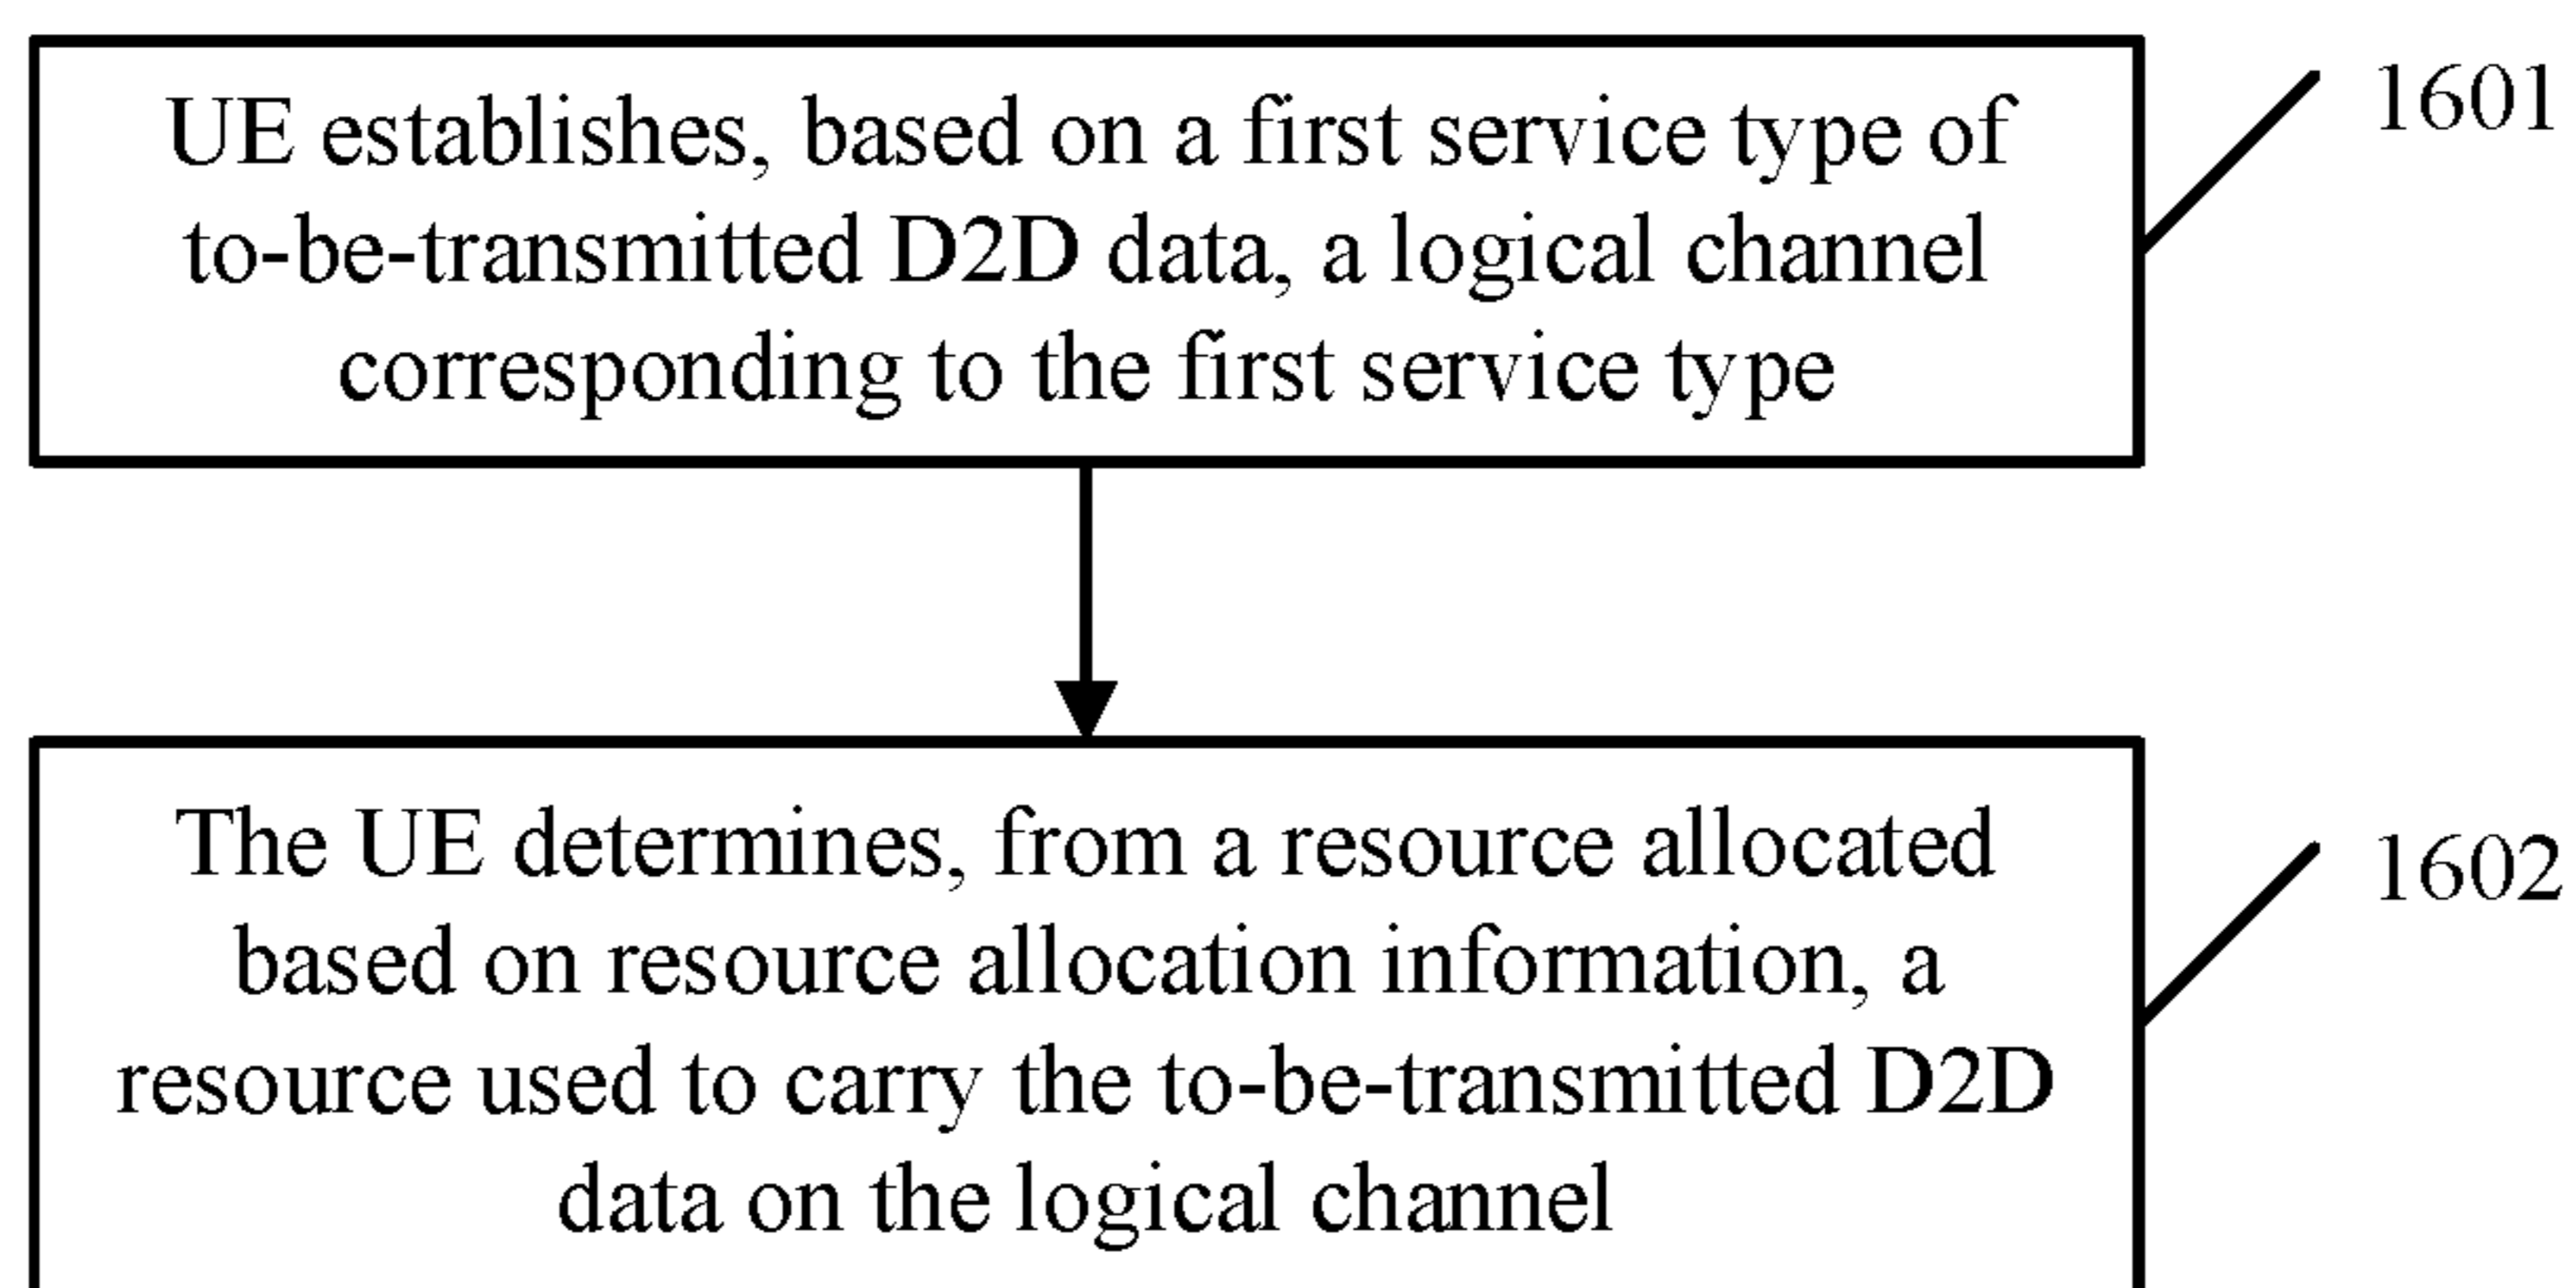 UE establishes, based on a first service type of
to-be-transmitted D2D data, a logical channel
corresponding to the first service type
1601
The UE determines, from a resource allocated
based on resource allocation information, a
resource used to carry the to-be-transmitted D2D
data on the logical channel
1602